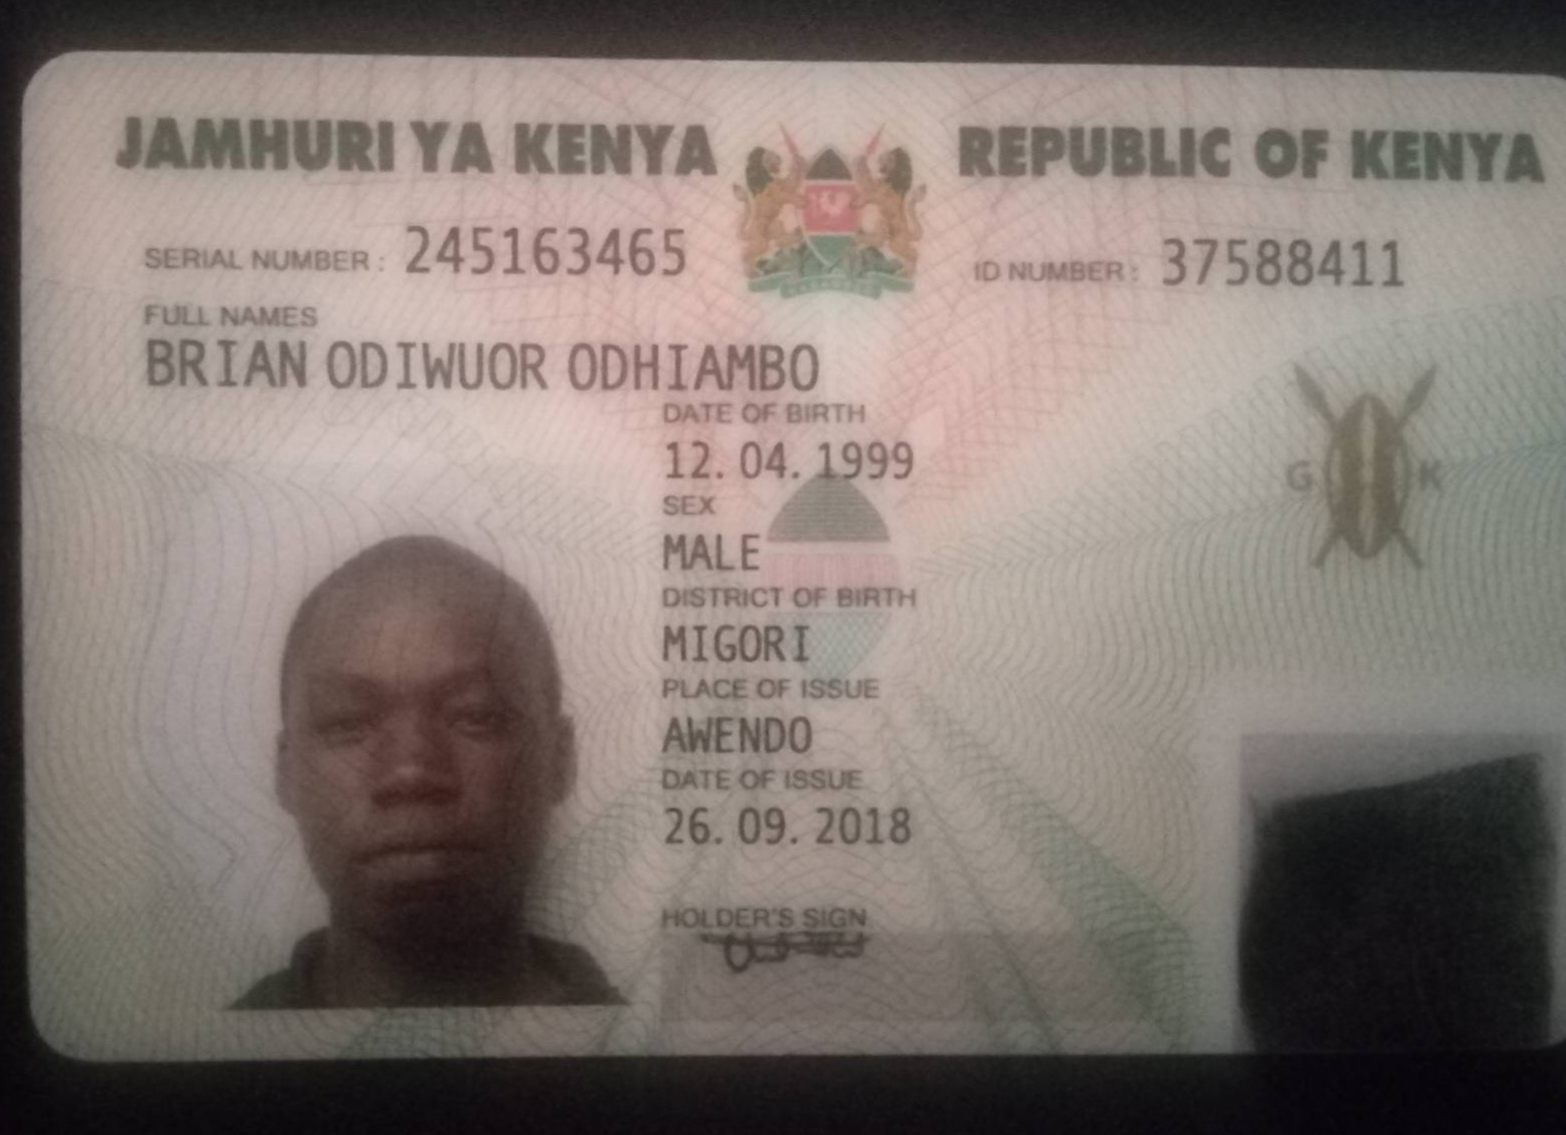 JAMHURI YA KENYA REPUBLIC OF KENYA
SERIAL NUMBER : 245163465 ID NUMBER : 37588411
FULL NAMES
BRIAN ODIWUOR ODHIAMBO
DATE OF BIRTH
12. 04. 1999
SEX
MALE
G K
DISTRICT OF BIRTH
MIGORI
PLACE OF ISSUE
AWENDO
DATE OF ISSUE
26. 09. 2018
HOLDER'S SIGN